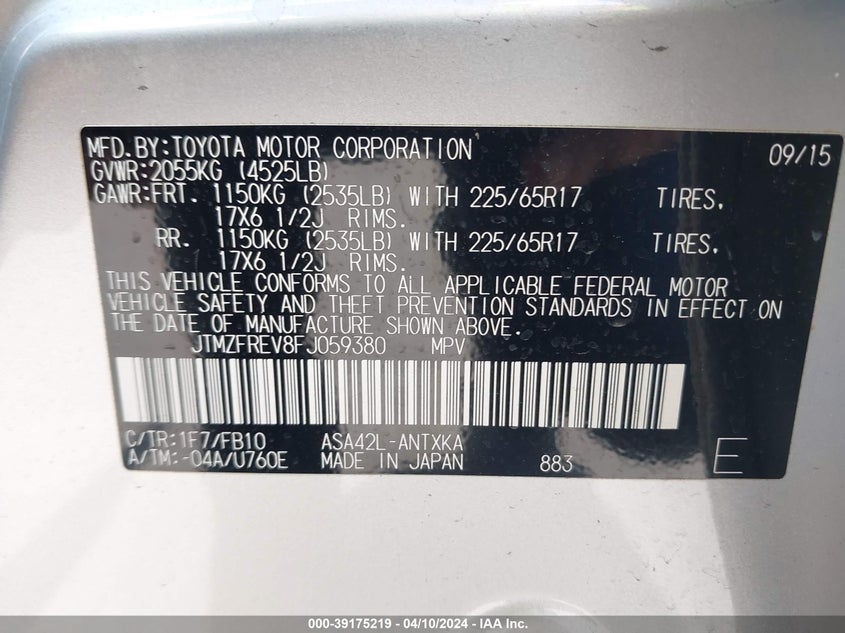 MFD.BY:TOYOTA MOTOR CORPORATION 09/15
GVWR:2055KG (4525LB)
GAWR:FRT. 1150KG (2535LB) WITH 225/65R17 TIRES,
17X6 1/2J RIMS.
RR. 1150KG (2535LB) WITH 225/65R17 TIRES,
17X6 1/2J RIMS.
THIS VEHICLE CONFORMS TO ALL APPLICABLE FEDERAL MOTOR
VEHICLE SAFETY AND THEFT PREVENTION STANDARDS IN EFFECT ON
THE DATE OF MANUFACTURE SHOWN ABOVE.
JTMZFREV8FJ059380 MPV
C/TR:1F7/FB10 ASA42L-ANTXKA
A/TM:-04A/U760E MADE IN JAPAN 883 E
000-39175219 - 04/10/2024 - IAA Inc.